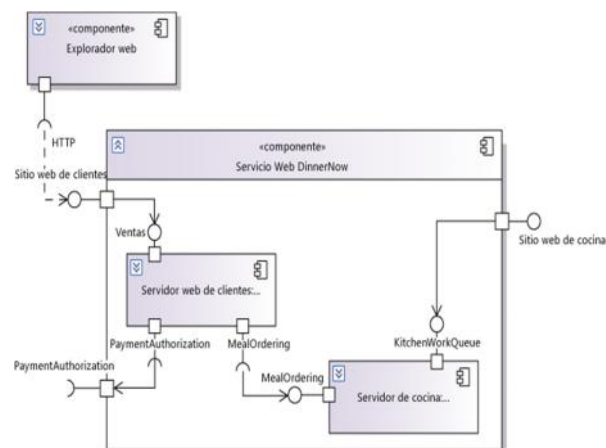 «componente»
Explorador web
HTTP
«componente»
Servicio Web DinnerNow
Sitio web de clientes
Ventas
Sitio web de cocina
Servidor web de clientes:...
PaymentAuthorization
MealOrdering
KitchenWorkQueue
PaymentAuthorization
MealOrdering
Servidor de cocina:...